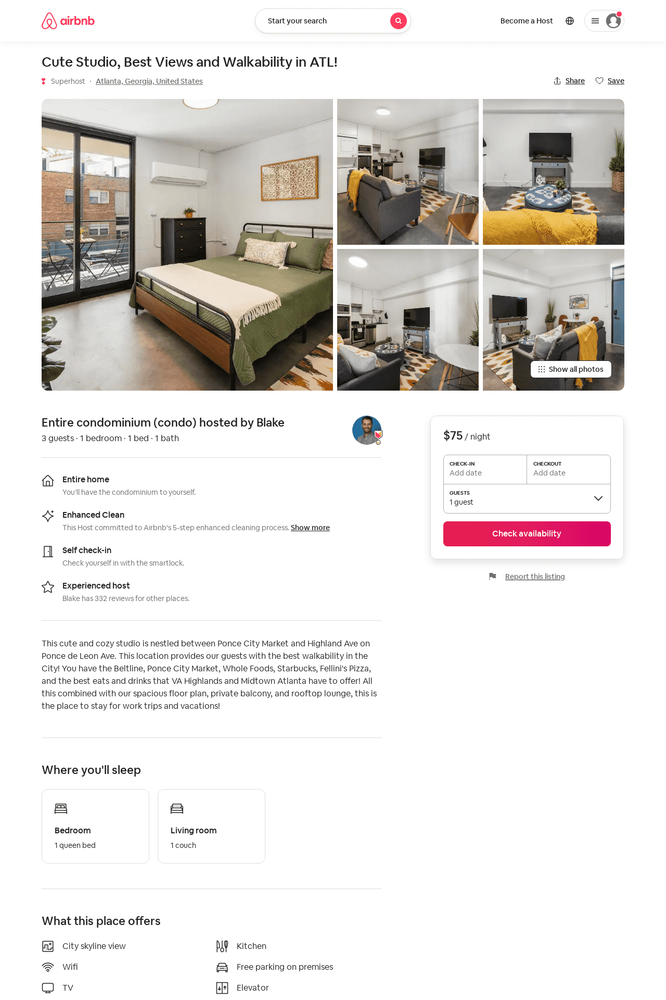 airbnb
Start your search
Become a Host
Cute Studio, Best Views and Walkability in ATL!
Superhost · Atlanta, Georgia, United States
Share
Save
Show all photos
Entire condominium (condo) hosted by Blake
3 guests · 1 bedroom · 1 bed · 1 bath
$75 / night
CHECK-IN
Add date
CHECKOUT
Add date
GUESTS
1 guest
Check availability
Report this listing
Entire home
You'll have the condominium to yourself.
Enhanced Clean
This Host committed to Airbnb's 5-step enhanced cleaning process. Show more
Self check-in
Check yourself in with the smartlock.
Experienced host
Blake has 332 reviews for other places.
This cute and cozy studio is nestled between Ponce City Market and Highland Ave on
Ponce de Leon Ave. This location provides our guests with the best walkability in the
City! You have the Beltline, Ponce City Market, Whole Foods, Starbucks, Fellini's Pizza,
and the best eats and drinks that VA Highlands and Midtown Atlanta have to offer! All
this combined with our spacious floor plan, private balcony, and rooftop lounge, this is
the place to stay for work trips and vacations!
Where you'll sleep
Bedroom
1 queen bed
Living room
1 couch
What this place offers
City skyline view
Kitchen
Wifi
Free parking on premises
TV
Elevator